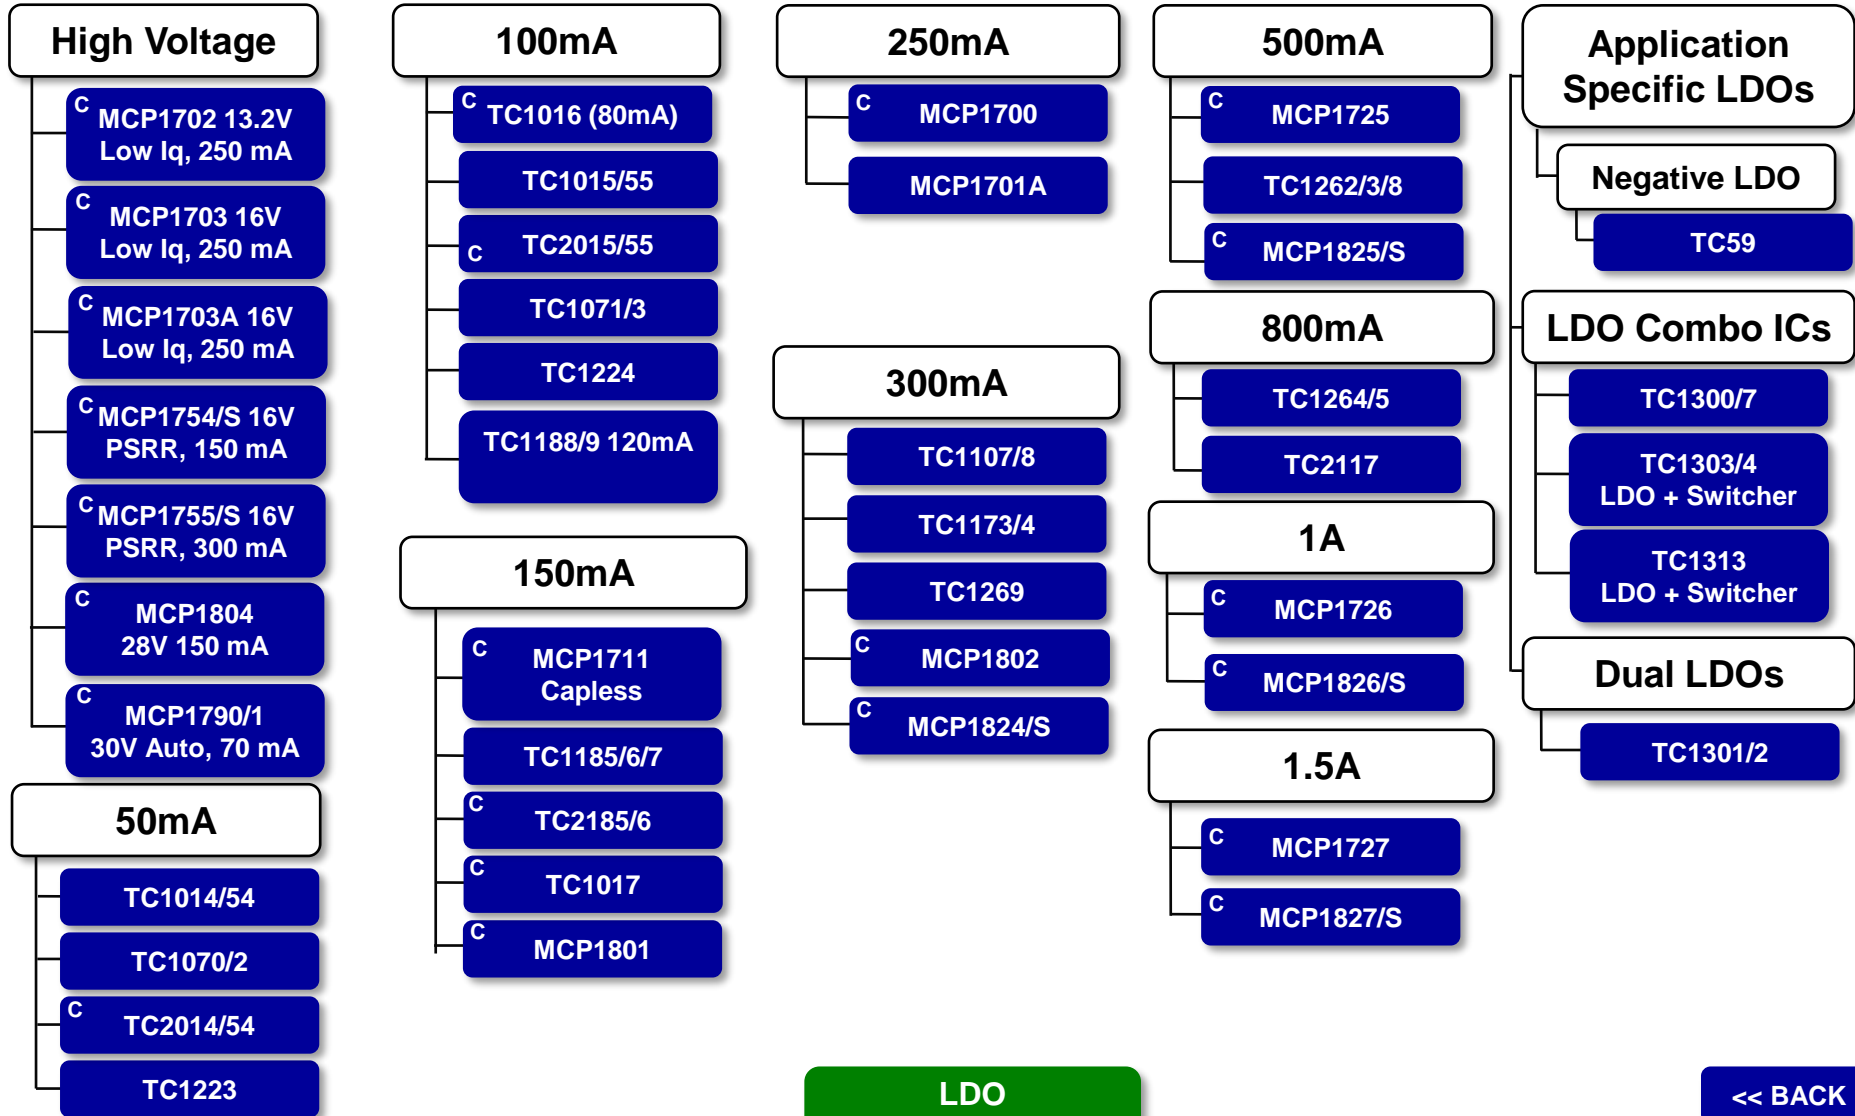 High Voltage
C
MCP1702 13.2V
Low Iq, 250 mA
C
MCP1703 16V
Low Iq, 250 mA
C
MCP1703A 16V
Low Iq, 250 mA
C
MCP1754/S 16V
PSRR, 150 mA
C
MCP1755/S 16V
PSRR, 300 mA
C
MCP1804
28V 150 mA
C
MCP1790/1
30V Auto, 70 mA
50mA
TC1014/54
TC1070/2
C
TC2014/54
TC1223
100mA
C
TC1016 (80mA)
TC1015/55
C
TC2015/55
TC1071/3
TC1224
TC1188/9 120mA
150mA
C
MCP1711
Capless
TC1185/6/7
C
TC2185/6
C
TC1017
C
MCP1801
250mA
C
MCP1700
MCP1701A
300mA
TC1107/8
TC1173/4
TC1269
C
MCP1802
C
MCP1824/S
500mA
C
MCP1725
TC1262/3/8
C
MCP1825/S
800mA
TC1264/5
TC2117
1A
C
MCP1726
C
MCP1826/S
1.5A
C
MCP1727
C
MCP1827/S
Application
Specific LDOs
Negative LDO
TC59
LDO Combo ICs
TC1300/7
TC1303/4
LDO + Switcher
TC1313
LDO + Switcher
Dual LDOs
TC1301/2
LDO
<< BACK